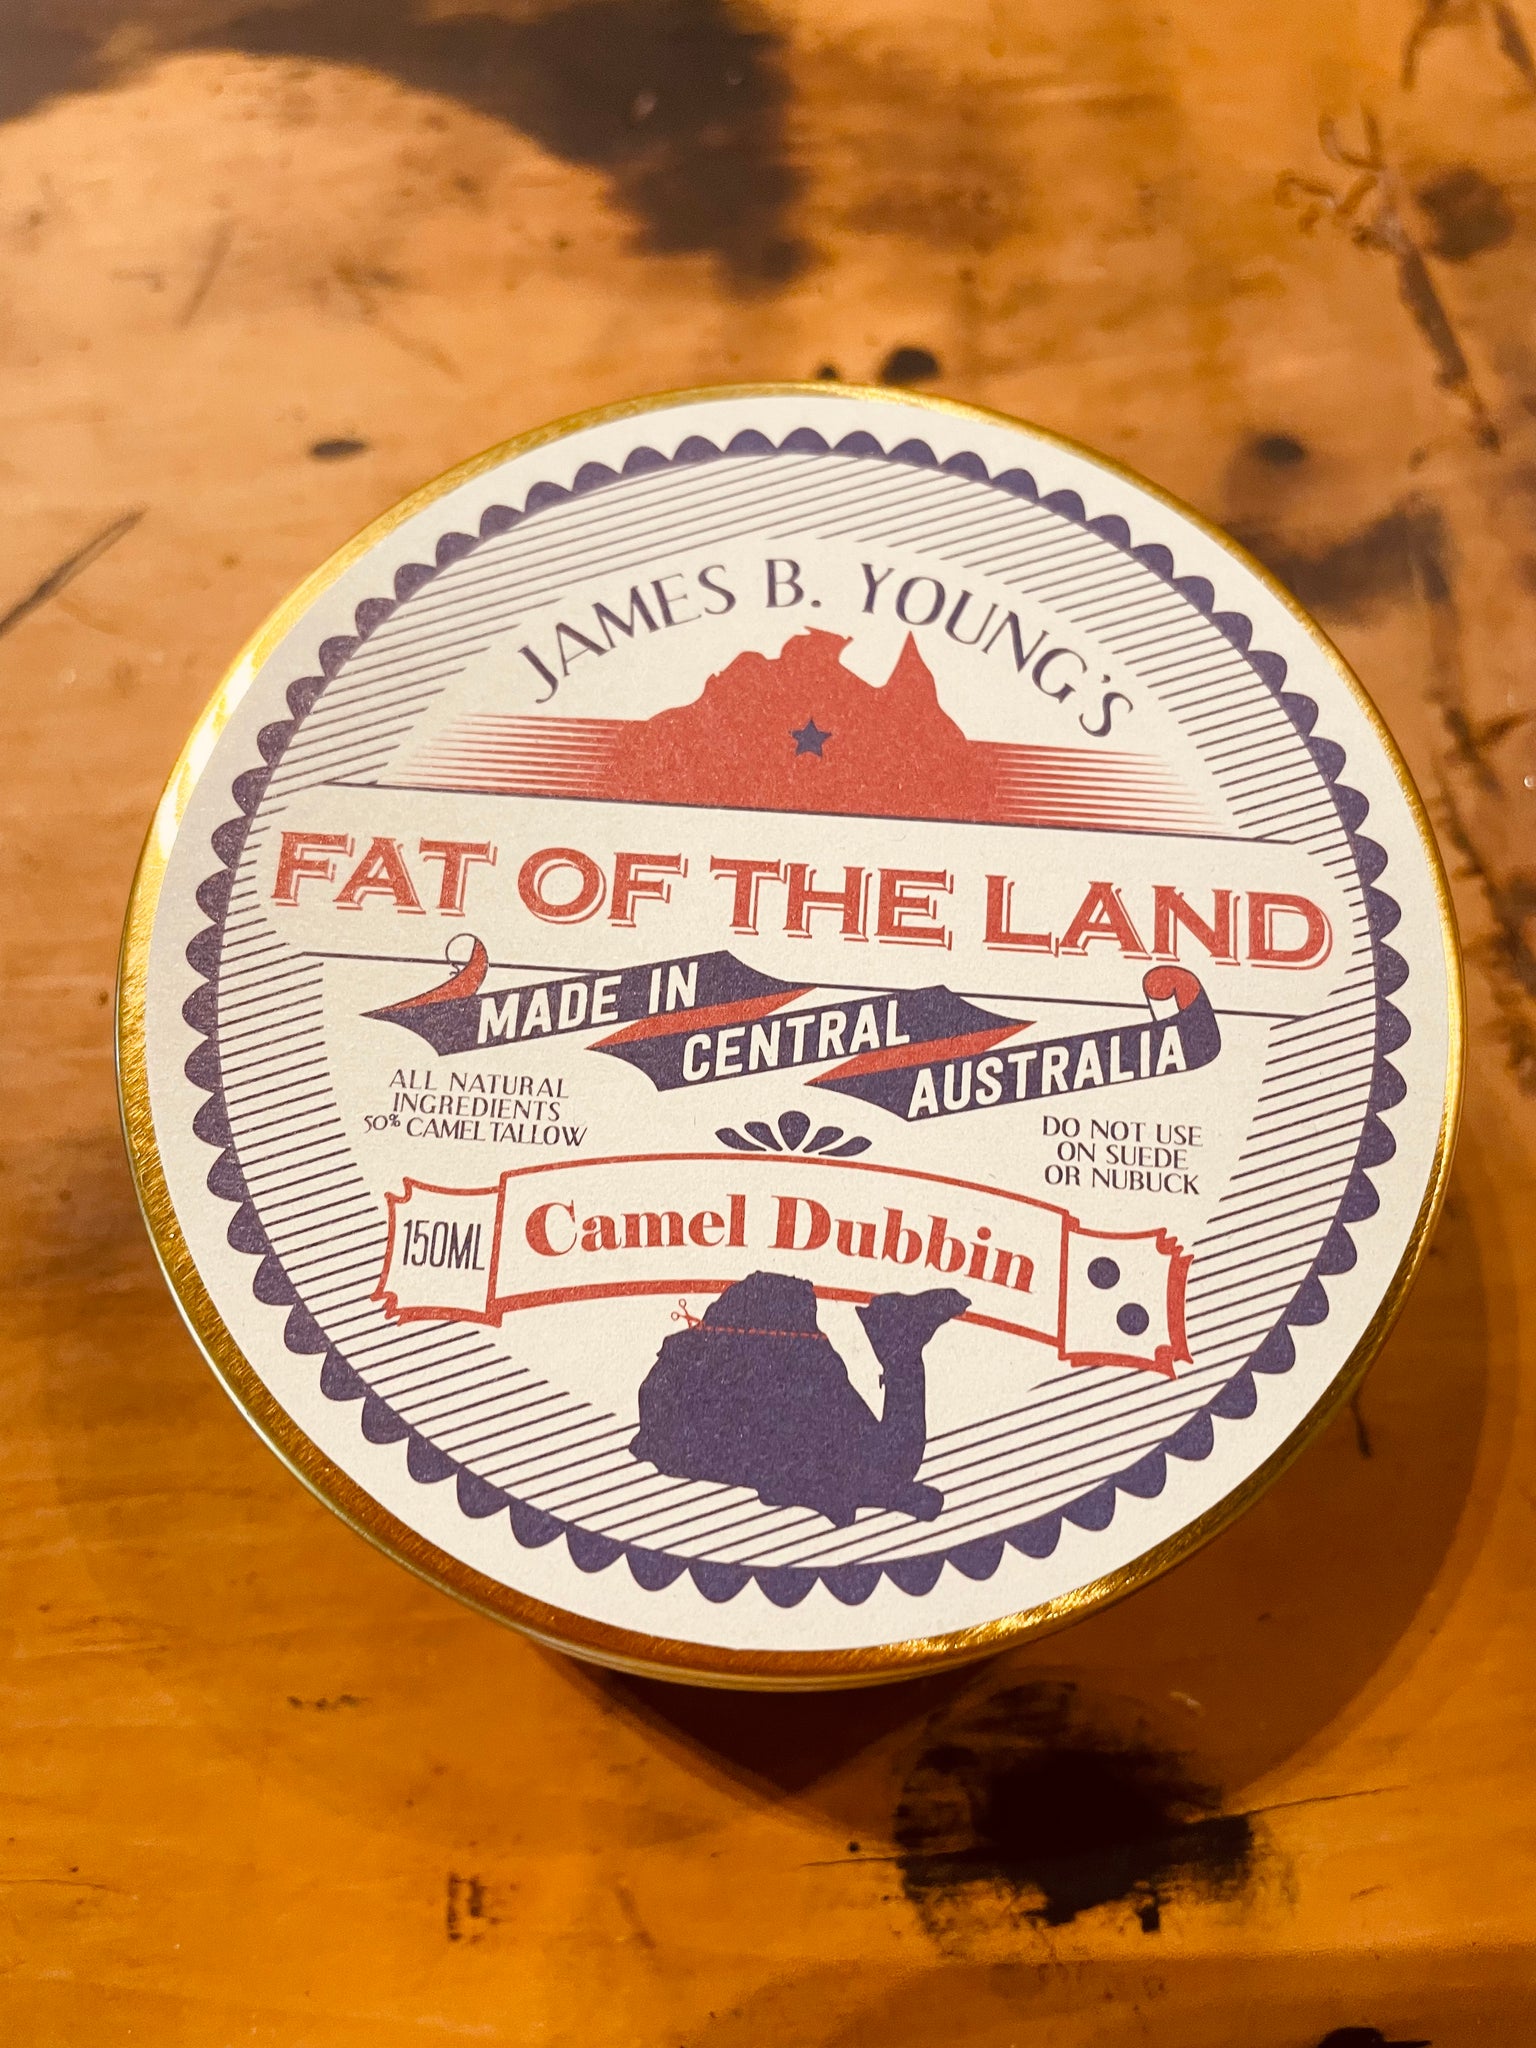 JAMES B. YOUNG'S
FAT OF THE LAND
MADE IN
CENTRAL
AUSTRALIA
ALL NATURAL
INGREDIENTS
50% CAMEL TALLOW
DO NOT USE
ON SUEDE
OR NUBUCK
150ML
Camel Dubbin